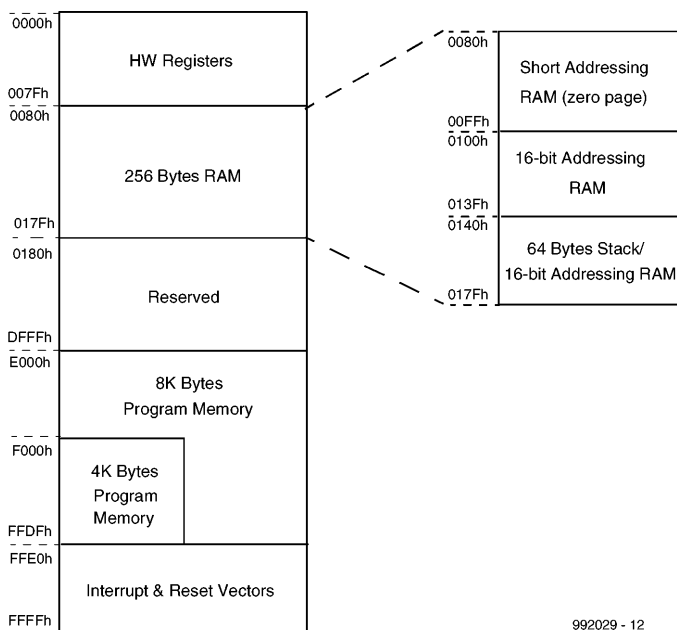 0000h
HW Registers
007Fh
0080h
256 Bytes RAM
017Fh
0180h
Reserved
DFFFh
E000h
8K Bytes
Program Memory
F000h
4K Bytes
Program
Memory
FFDFh
FFE0h
Interrupt & Reset Vectors
FFFFh
0080h
Short Addressing
RAM (zero page)
00FFh
0100h
16-bit Addressing
RAM
013Fh
0140h
64 Bytes Stack/
16-bit Addressing RAM
017Fh
992029 - 12